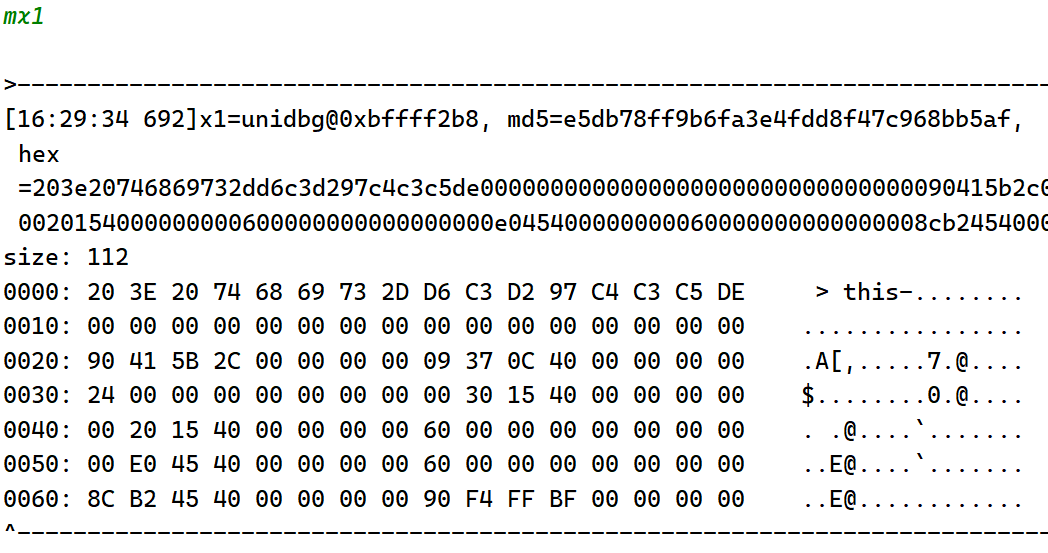 mx1
>-----------------------------------------------------------------------------
[16:29:34 692]x1=unidbg@0xbffff2b8, md5=e5db78ff9b6fa3e4fdd8f47c968bb5af,
hex
=203e20746869732dd6c3d297c4c3c5de0000000000000000000000000000000090415b2c0
0020154000000000600000000000000000e0454000000000600000000000000008cb2454000
size: 112
0000: 20 3E 20 74 68 69 73 2D D6 C3 D2 97 C4 C3 C5 DE     > this-........
0010: 00 00 00 00 00 00 00 00 00 00 00 00 00 00 00 00    ................
0020: 90 41 5B 2C 00 00 00 00 09 37 0C 40 00 00 00 00    .A[,.....7.@....
0030: 24 00 00 00 00 00 00 00 00 30 15 40 00 00 00 00    $........0.@....
0040: 00 20 15 40 00 00 00 00 60 00 00 00 00 00 00 00    . .@....`.......
0050: 00 E0 45 40 00 00 00 00 60 00 00 00 00 00 00 00    ..E@....`.......
0060: 8C B2 45 40 00 00 00 00 90 F4 FF BF 00 00 00 00    ..E@............
^-----------------------------------------------------------------------------